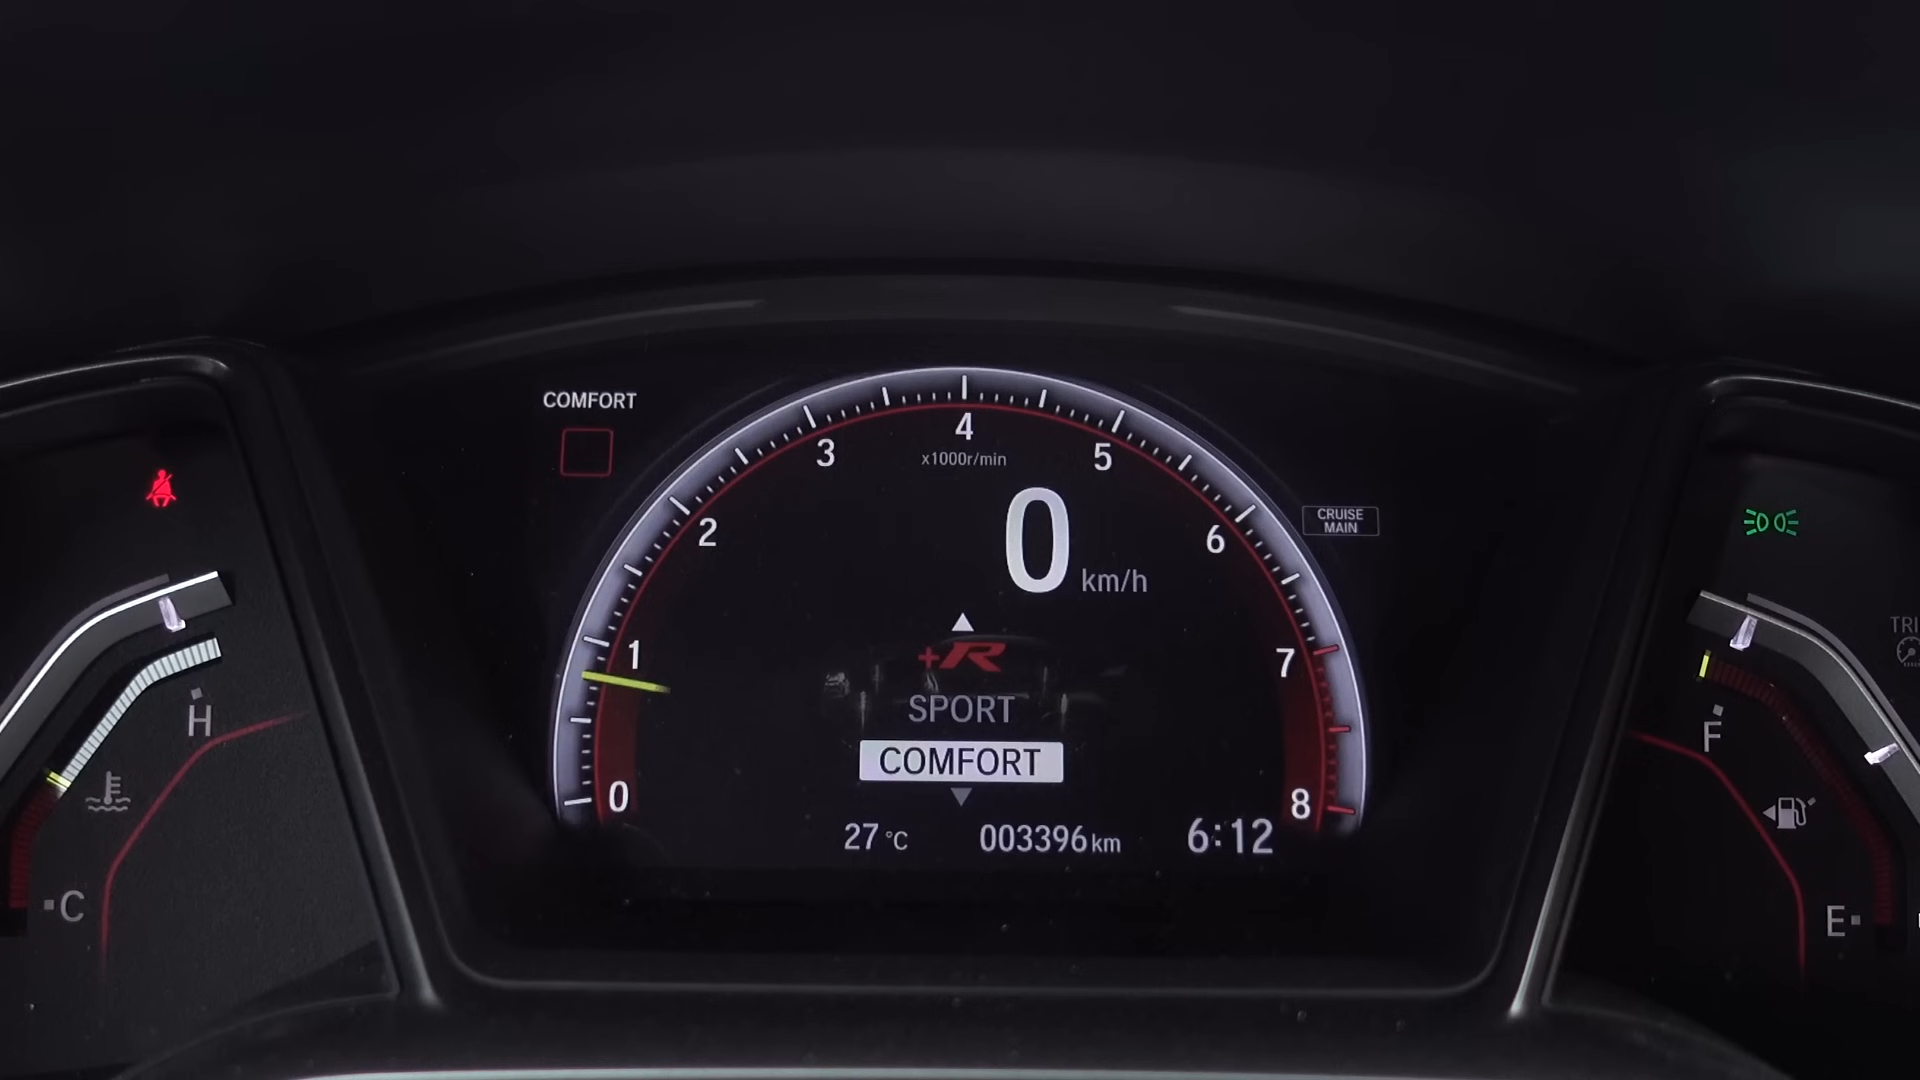 COMFORT
4
3
5
x1000r/min
2
6
0 km/h
CRUISE
MAIN
1
7
+R
SPORT
COMFORT
0
8
27 °C
003396 km
6:12
H
C
TRI
F
E